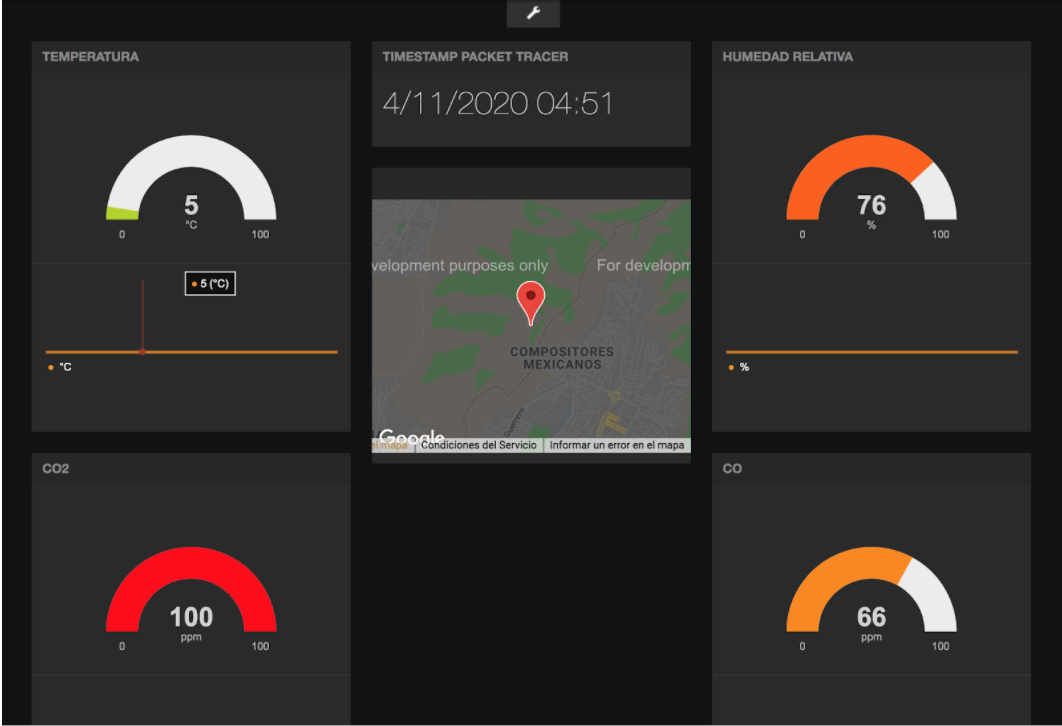 TEMPERATURA
5
°C
0
100
5 (°C)
°C
TIMESTAMP PACKET TRACER
4/11/2020 04:51
For developm
purposes only
COMPOSITORES
MEXICANOS
Guerrero
Google
mapa
Condiciones del Servicio
Informar un error en el mapa
HUMEDAD RELATIVA
76
%
0
100
%
CO2
100
ppm
0
100
CO
66
ppm
0
100